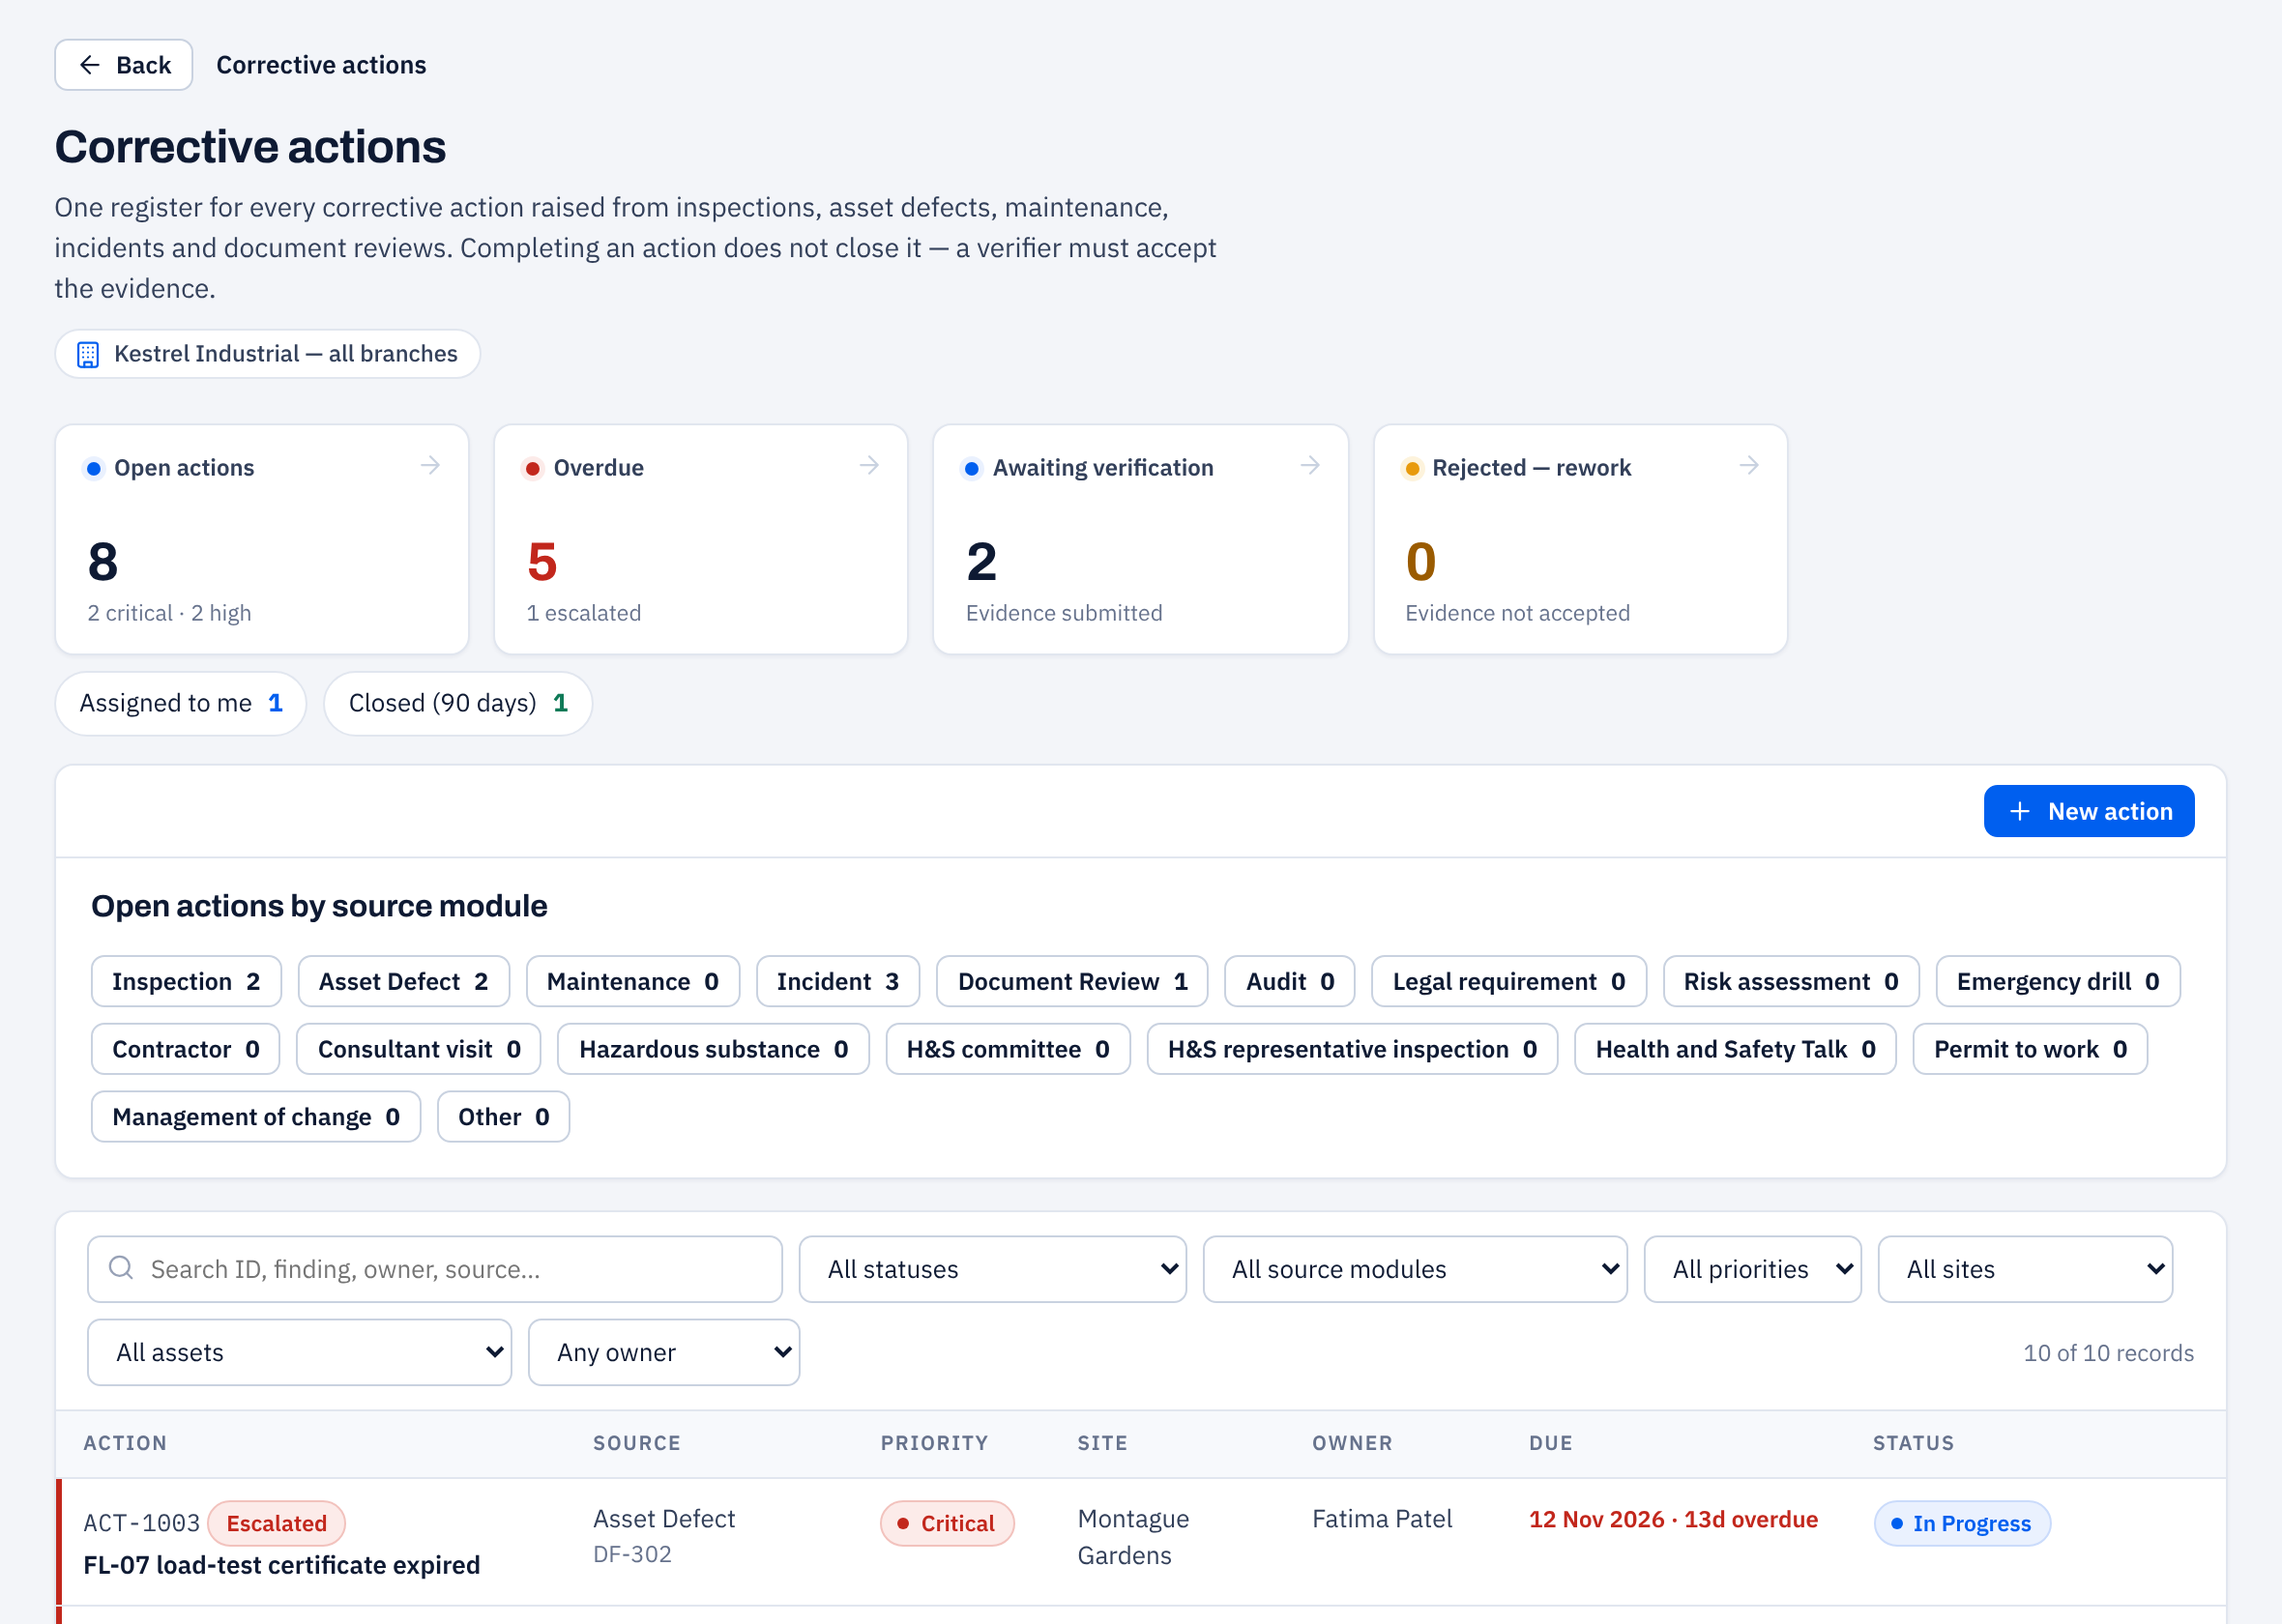 Back Corrective actions
Corrective actions
One register for every corrective action raised from inspections, asset defects, maintenance,
incidents and document reviews. Completing an action does not close it — a verifier must accept
the evidence.
Kestrel Industrial — all branches
Open actions
8
2 critical · 2 high
Overdue
5
1 escalated
Awaiting verification
2
Evidence submitted
Rejected — rework
0
Evidence not accepted
Assigned to me 1
Closed (90 days) 1
New action
Open actions by source module
Inspection 2 Asset Defect 2 Maintenance 0 Incident 3 Document Review 1 Audit 0 Legal requirement 0 Risk assessment 0 Emergency drill 0
Contractor 0 Consultant visit 0 Hazardous substance 0 H&S committee 0 H&S representative inspection 0 Health and Safety Talk 0 Permit to work 0
Management of change 0 Other 0
Search ID, finding, owner, source... All statuses All source modules All priorities All sites
All assets Any owner 10 of 10 records
ACTION SOURCE PRIORITY SITE OWNER DUE STATUS
ACT-1003 Escalated
FL-07 load-test certificate expired
Asset Defect
DF-302
Critical
Montague
Gardens
Fatima Patel
12 Nov 2026 · 13d overdue
In Progress